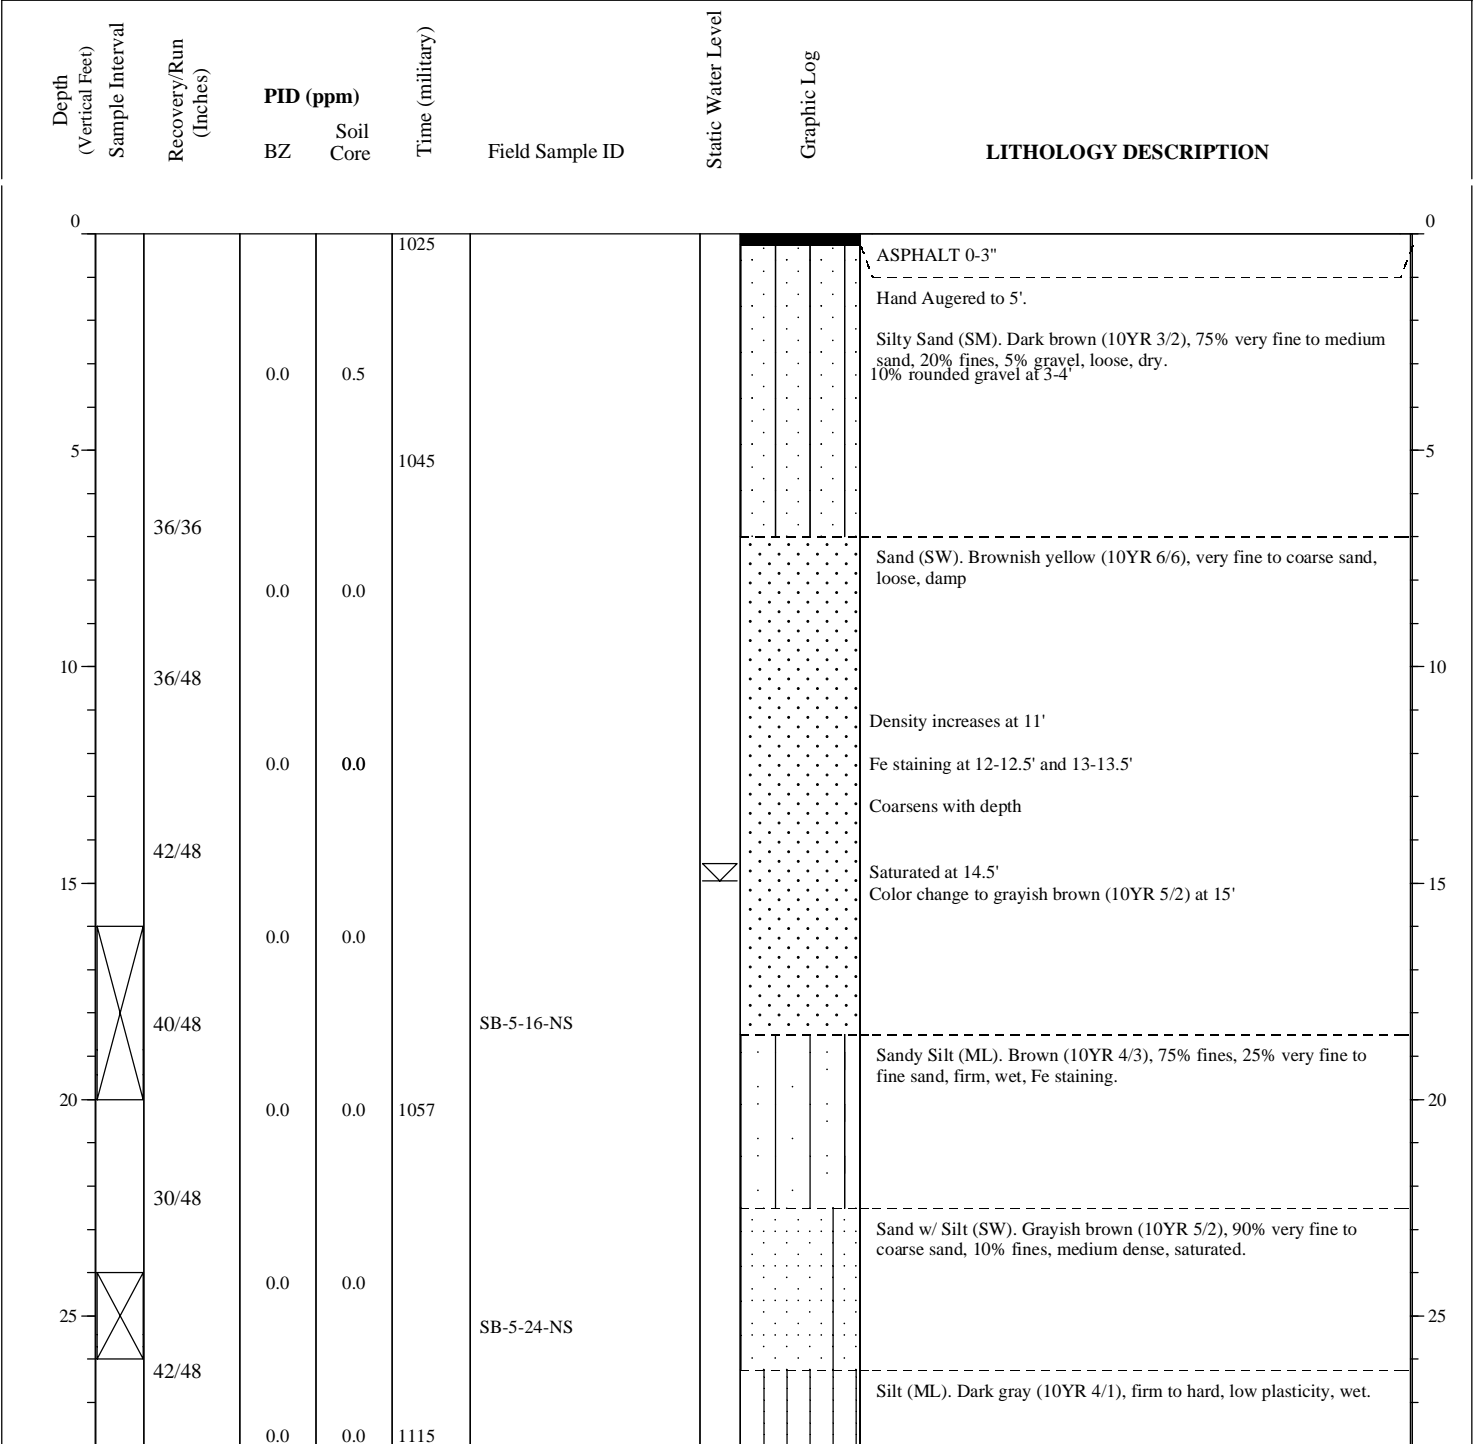 Depth
(Vertical Feet)
Sample Interval
Recovery/Run
(Inches)
PID (ppm)
BZ
Soil
Core
Time (military)
Field Sample ID
Static Water Level
Graphic Log
LITHOLOGY DESCRIPTION
0 0
1025
ASPHALT 0-3"
Hand Augered to 5'.
Silty Sand (SM). Dark brown (10YR 3/2), 75% very fine to medium
sand, 20% fines, 5% gravel, loose, dry.
0.0 0.5 10% rounded gravel at 3-4'
5 5
1045
36/36
Sand (SW). Brownish yellow (10YR 6/6), very fine to coarse sand,
loose, damp
0.0 0.0
10 10
36/48
Density increases at 11'
0.0 0.0 Fe staining at 12-12.5' and 13-13.5'
Coarsens with depth
42/48
Saturated at 14.5'
15 15
Color change to grayish brown (10YR 5/2) at 15'
0.0 0.0
40/48 SB-5-16-NS
Sandy Silt (ML). Brown (10YR 4/3), 75% fines, 25% very fine to
fine sand, firm, wet, Fe staining.
20 20
0.0 0.0 1057
30/48
Sand w/ Silt (SW). Grayish brown (10YR 5/2), 90% very fine to
coarse sand, 10% fines, medium dense, saturated.
0.0 0.0
25 25
SB-5-24-NS
42/48
Silt (ML). Dark gray (10YR 4/1), firm to hard, low plasticity, wet.
0.0 0.0 1115